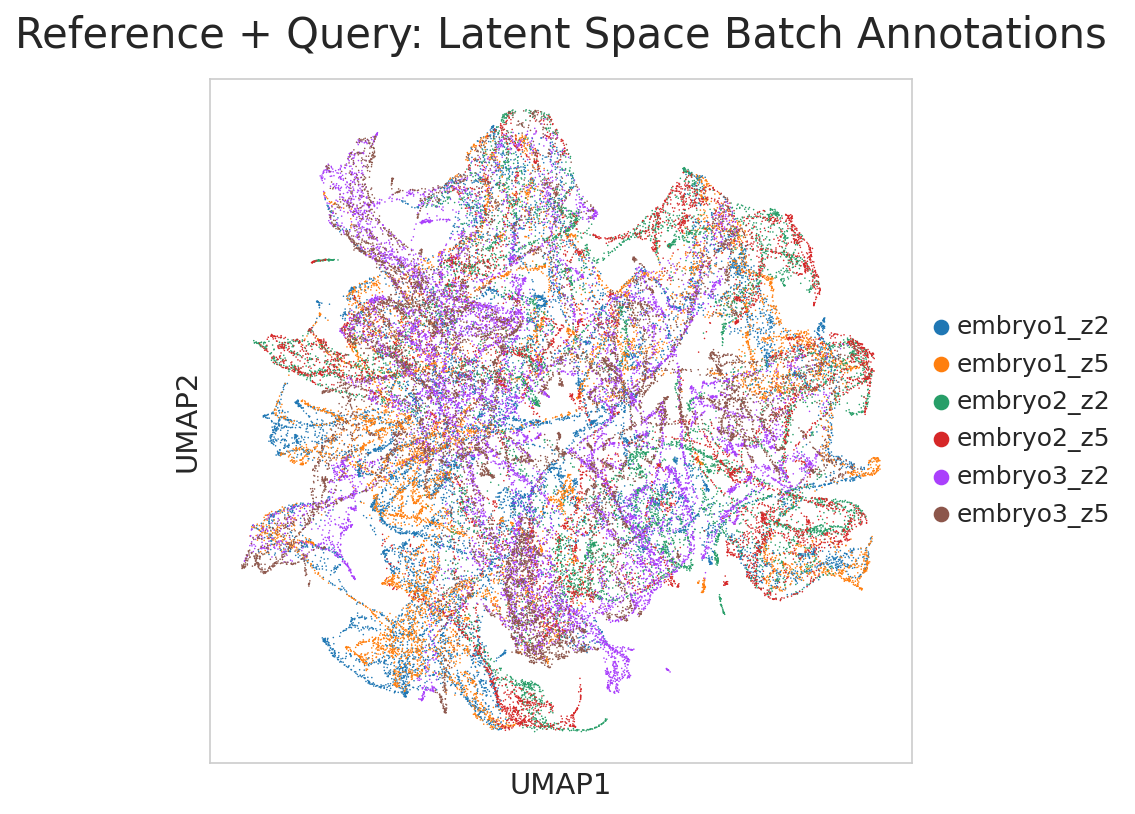 Reference + Query: Latent Space Batch Annotations
UMAP2
embryo1_z2
embryo1_z5
embryo2_z2
embryo2_z5
embryo3_z2
embryo3_z5
UMAP1